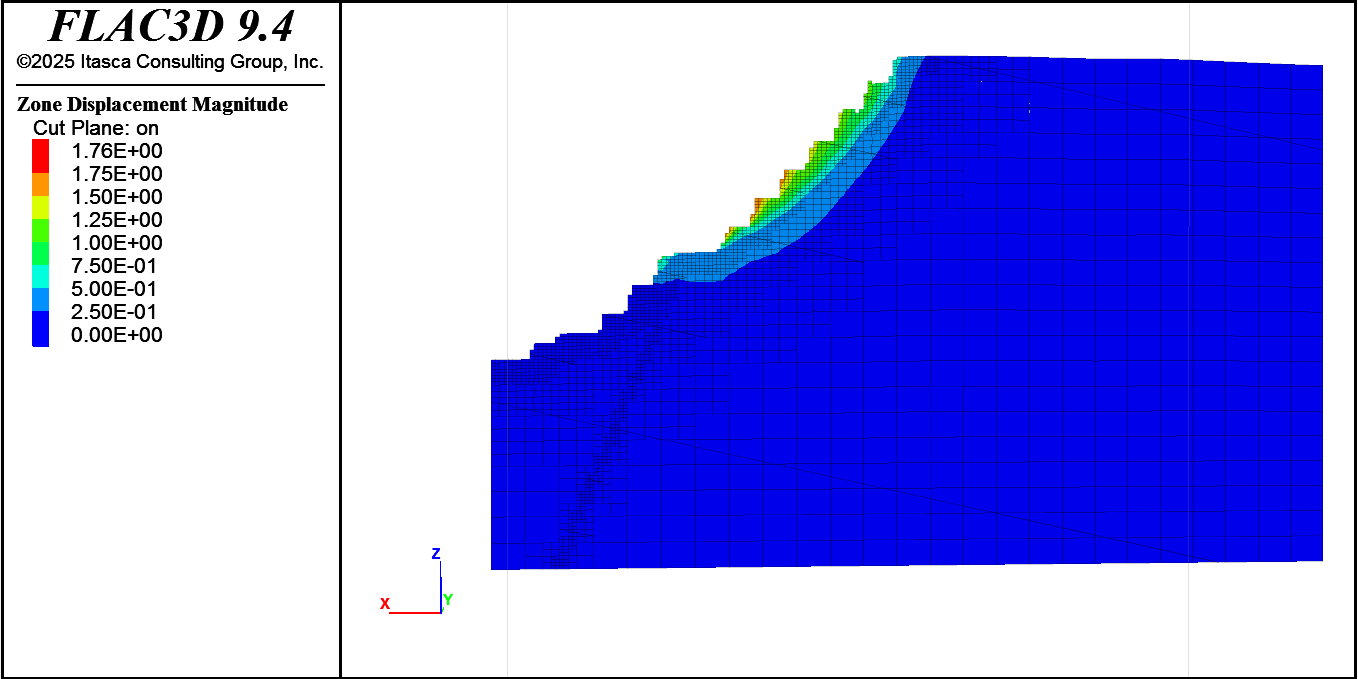 FLAC3D 9.4
©2025 Itasca Consulting Group, Inc.
Zone Displacement Magnitude
Cut Plane: on
1.76E+00
1.75E+00
1.50E+00
1.25E+00
1.00E+00
7.50E-01
5.00E-01
2.50E-01
0.00E+00
Z
X
Y